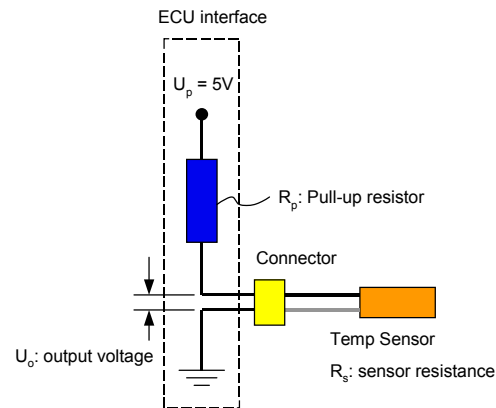 ECU interface
Up = 5V
Rp: Pull-up resistor
Connector
Uo: output voltage
Temp Sensor
Rs: sensor resistance